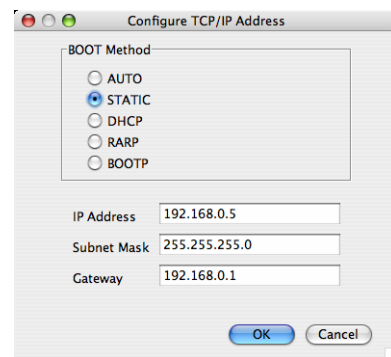 Configure TCP/IP Address
BOOT Method
AUTO
STATIC
DHCP
RARP
BOOTP
IP Address 192.168.0.5
Subnet Mask 255.255.255.0
Gateway 192.168.0.1
OK Cancel